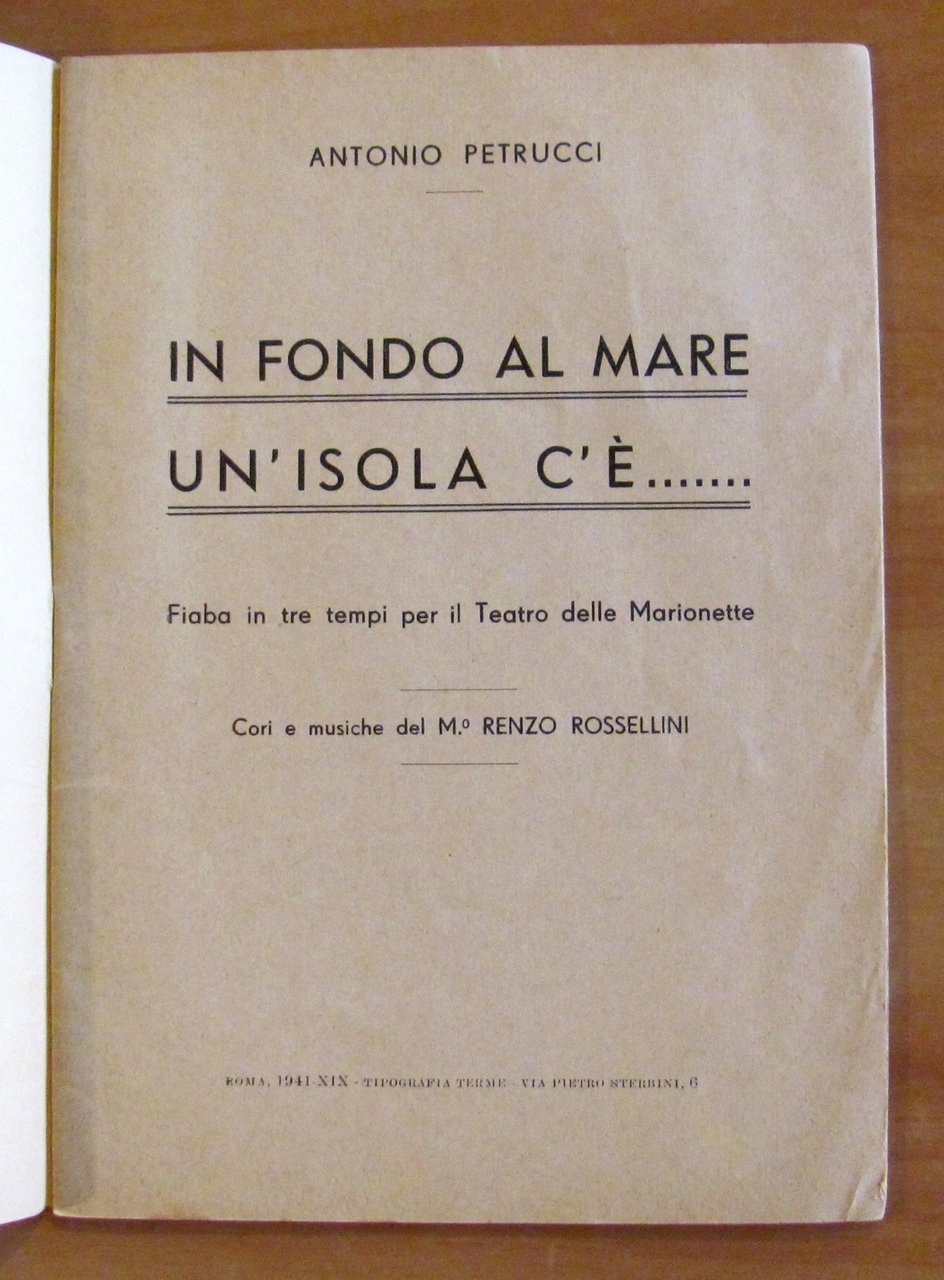 ANTONIO PETRUCCI
IN FONDO AL MARE
UN'ISOLA C'È.......
Fiaba in tre tempi per il Teatro delle Marionette
Cori e musiche del M.º RENZO ROSSELLINI
ROMA, 1941-XIX - TIPOGRAFIA TERME - VIA PIETRO STERBINI, 6